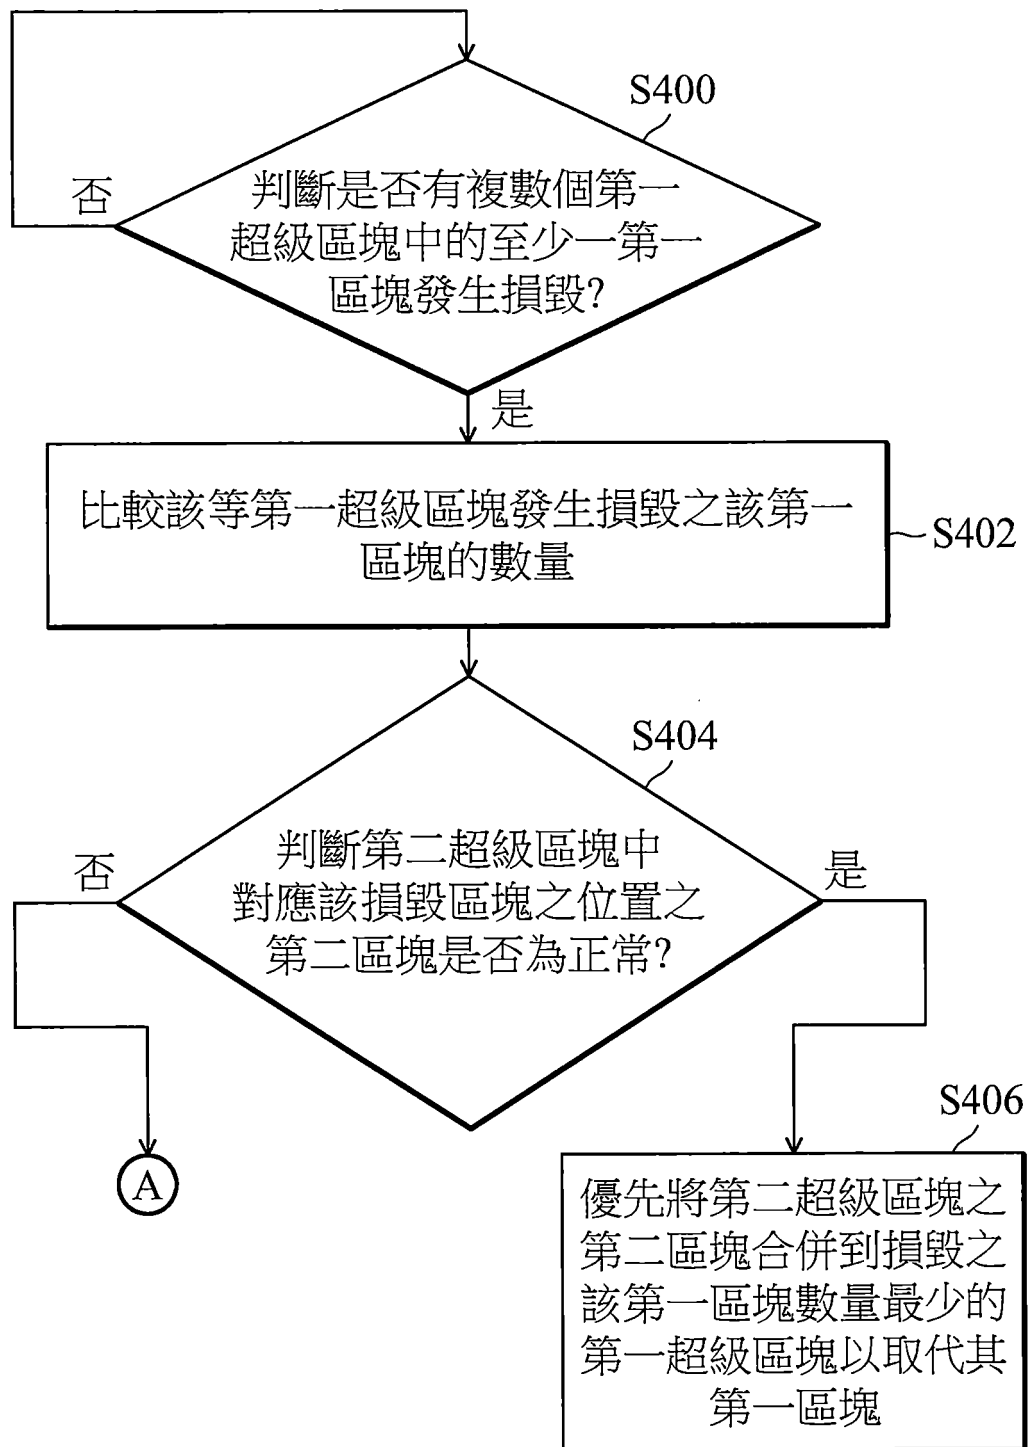 S400
否
判斷是否有複數個第一
超級區塊中的至少一第一
區塊發生損毀?
是
比較該等第一超級區塊發生損毀之該第一
區塊的數量
S402
S404
否
判斷第二超級區塊中
對應該損毀區塊之位置之
第二區塊是否為正常?
是
A
S406
優先將第二超級區塊之
第二區塊合併到損毀之
該第一區塊數量最少的
第一超級區塊以取代其
第一區塊